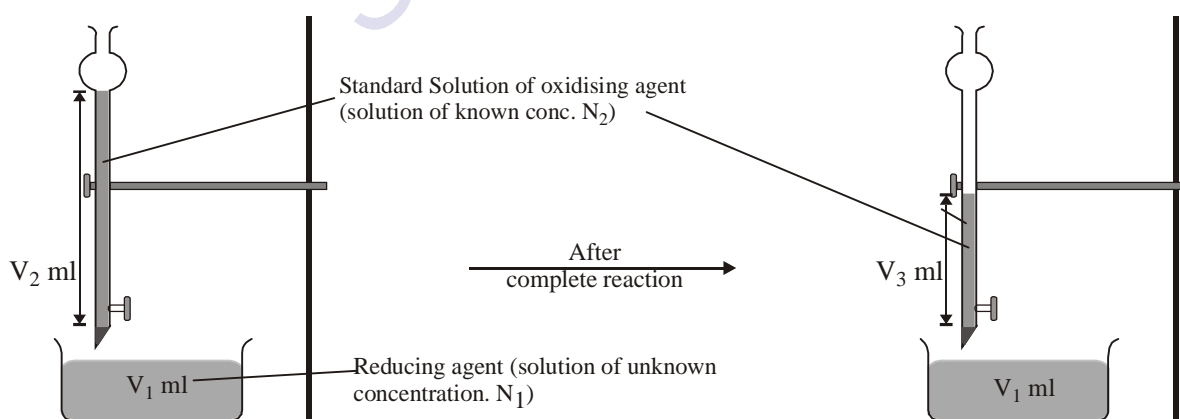 Standard Solution of oxidising agent
(solution of known conc. N₂)
V₂ ml
After
complete reaction
V₃ ml
Reducing agent (solution of unknown
concentration. N₁)
V₁ ml
V₁ ml